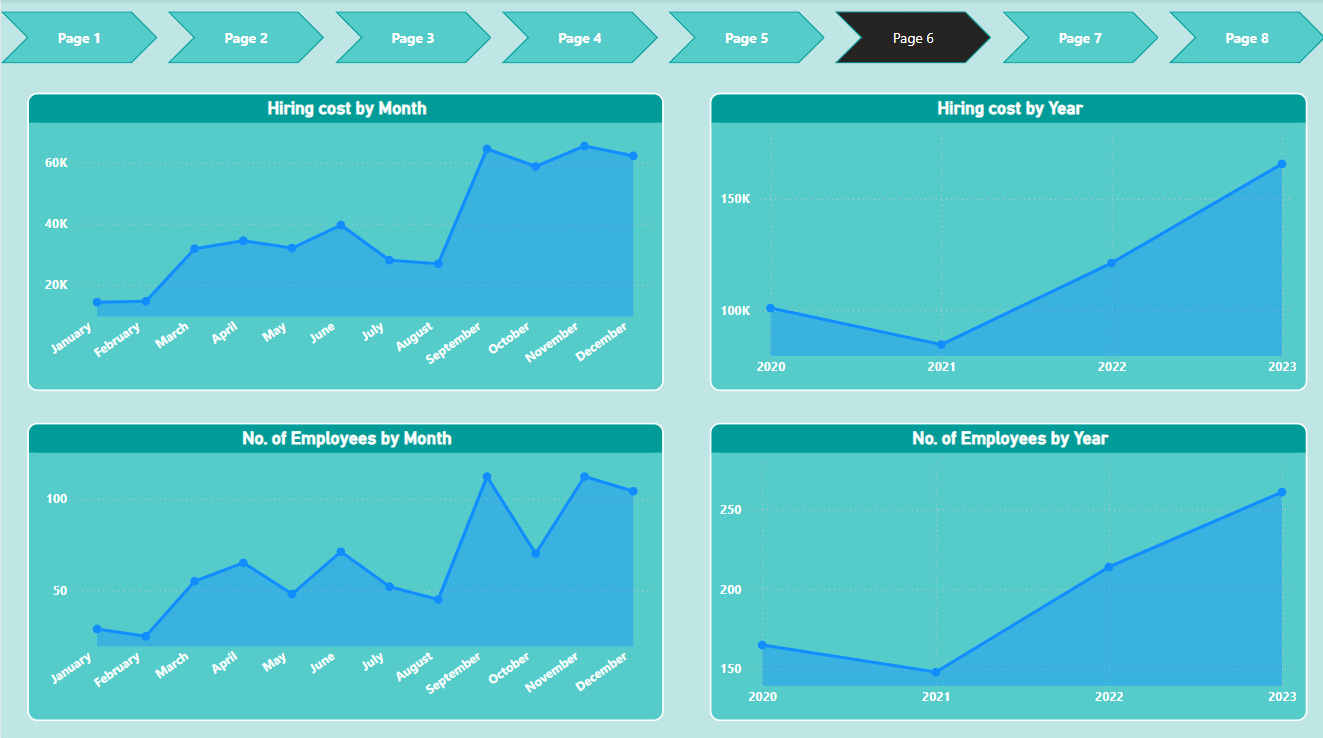 Page 1 Page 2 Page 3 Page 4 Page 5 Page 6 Page 7 Page 8
Hiring cost by Month
60K
40K
20K
January February March April May June July August September October November December
Hiring cost by Year
150K
100K
2020 2021 2022 2023
No. of Employees by Month
100
50
January February March April May June July August September October November December
No. of Employees by Year
250
200
150
2020 2021 2022 2023